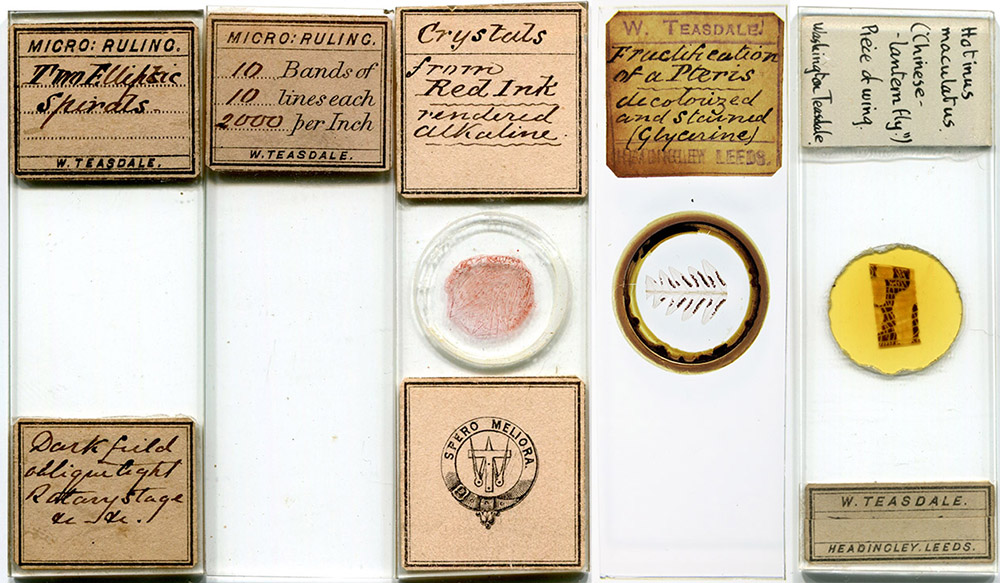 MICRO: RULING.
Two Elliptic
Spirals.
W. TEASDALE.
Dark field
oblique light
Rotary Stage
&c &c.
MICRO: RULING.
10 Bands of
10 lines each
2000 per Inch
W. TEASDALE.
Crystals
from
Red Ink
rendered
alkaline.
SPERO MELIORA.
W. TEASDALE.
Fructification
of a Pteris
decolorized
and stained
(Glycerine)
HEADINGLEY LEEDS.
Hotinus
maculatus
("Chinese-
-lantern fly")
Piece of wing.
Washington Teasdale.
W. TEASDALE.
HEADINGLEY. LEEDS.